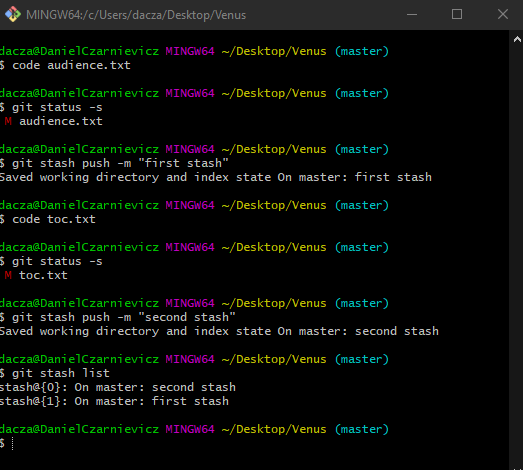 MINGW64:/c/Users/dacza/Desktop/Venus
dacza@DanielCzarnievicz MINGW64 ~/Desktop/Venus (master)
$ code audience.txt
dacza@DanielCzarnievicz MINGW64 ~/Desktop/Venus (master)
$ git status -s
M audience.txt
dacza@DanielCzarnievicz MINGW64 ~/Desktop/Venus (master)
$ git stash push -m "first stash"
Saved working directory and index state On master: first stash
dacza@DanielCzarnievicz MINGW64 ~/Desktop/Venus (master)
$ code toc.txt
dacza@DanielCzarnievicz MINGW64 ~/Desktop/Venus (master)
$ git status -s
M toc.txt
dacza@DanielCzarnievicz MINGW64 ~/Desktop/Venus (master)
$ git stash push -m "second stash"
Saved working directory and index state On master: second stash
dacza@DanielCzarnievicz MINGW64 ~/Desktop/Venus (master)
$ git stash list
stash@{0}: On master: second stash
stash@{1}: On master: first stash
dacza@DanielCzarnievicz MINGW64 ~/Desktop/Venus (master)
$